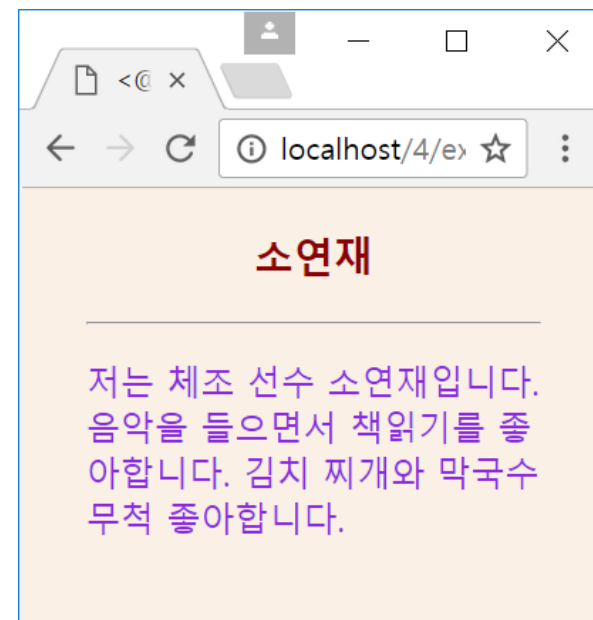 <@
localhost/4/ex
소연재
저는 체조 선수 소연재입니다.
음악을 들으면서 책읽기를 좋
아합니다. 김치 찌개와 막국수
무척 좋아합니다.